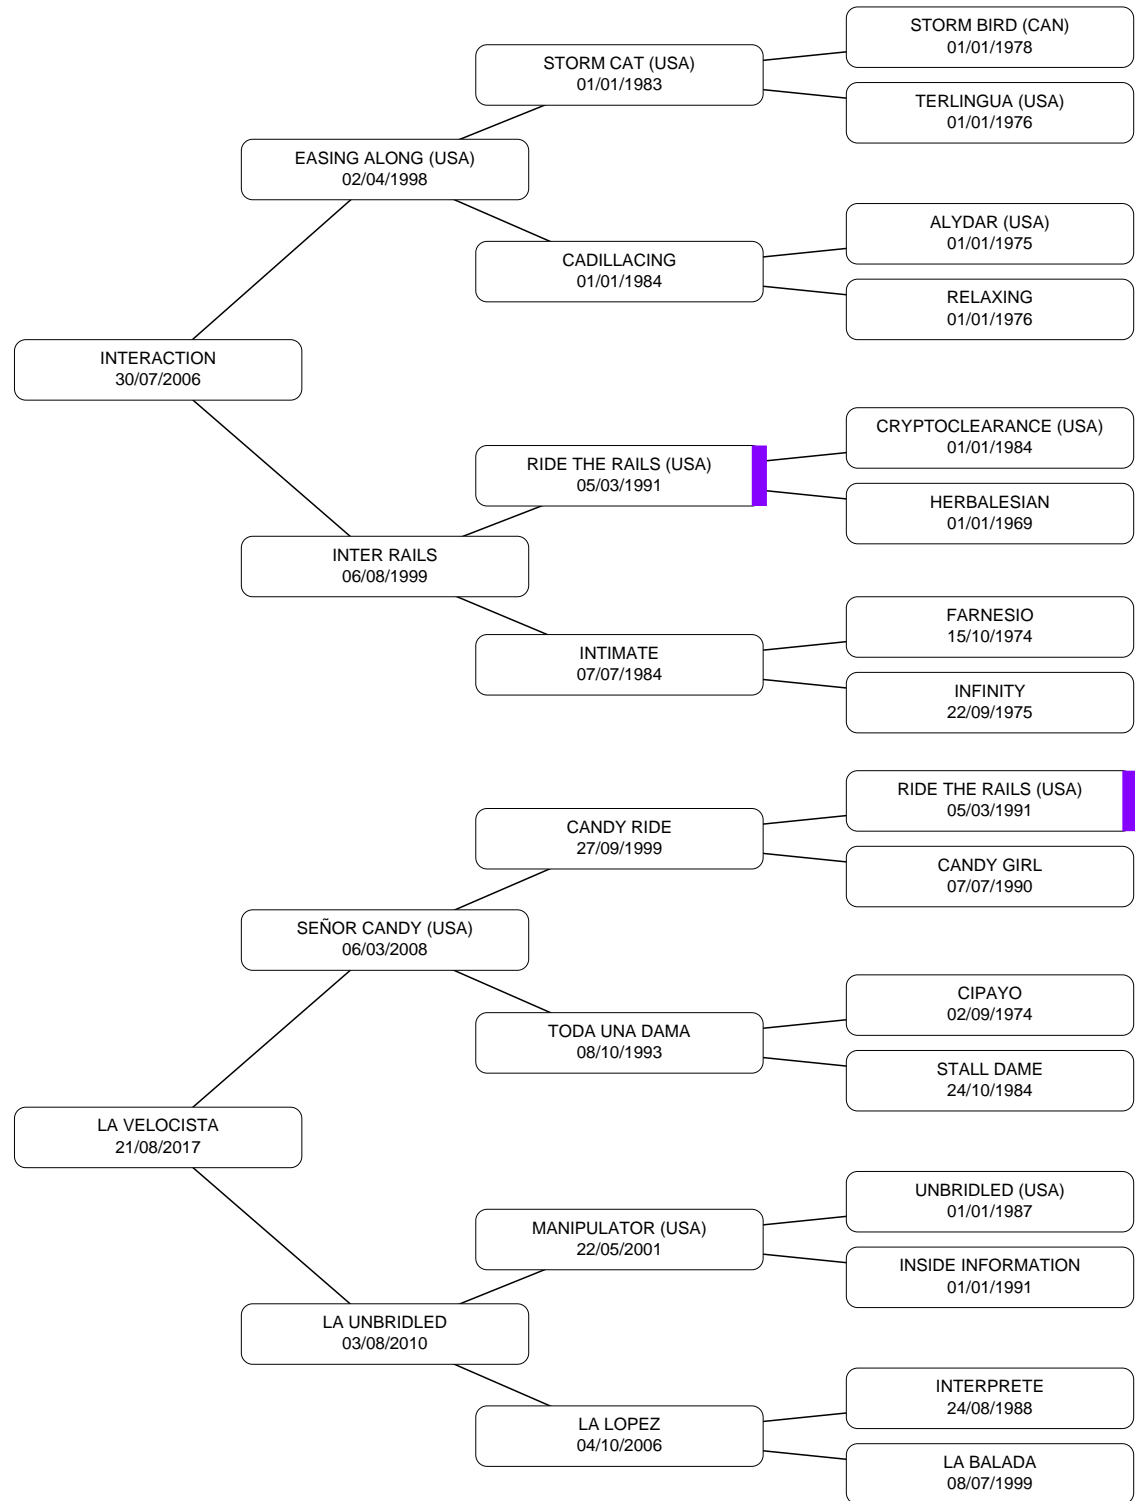 STORM BIRD (CAN)
01/01/1978
STORM CAT (USA)
01/01/1983
TERLINGUA (USA)
01/01/1976
EASING ALONG (USA)
02/04/1998
ALYDAR (USA)
01/01/1975
CADILLACING
01/01/1984
RELAXING
01/01/1976
INTERACTION
30/07/2006
CRYPTOCLEARANCE (USA)
01/01/1984
RIDE THE RAILS (USA)
05/03/1991
HERBALESIAN
01/01/1969
INTER RAILS
06/08/1999
FARNESIO
15/10/1974
INTIMATE
07/07/1984
INFINITY
22/09/1975
RIDE THE RAILS (USA)
05/03/1991
CANDY RIDE
27/09/1999
CANDY GIRL
07/07/1990
SEÑOR CANDY (USA)
06/03/2008
CIPAYO
02/09/1974
TODA UNA DAMA
08/10/1993
STALL DAME
24/10/1984
LA VELOCISTA
21/08/2017
UNBRIDLED (USA)
01/01/1987
MANIPULATOR (USA)
22/05/2001
INSIDE INFORMATION
01/01/1991
LA UNBRIDLED
03/08/2010
INTERPRETE
24/08/1988
LA LOPEZ
04/10/2006
LA BALADA
08/07/1999